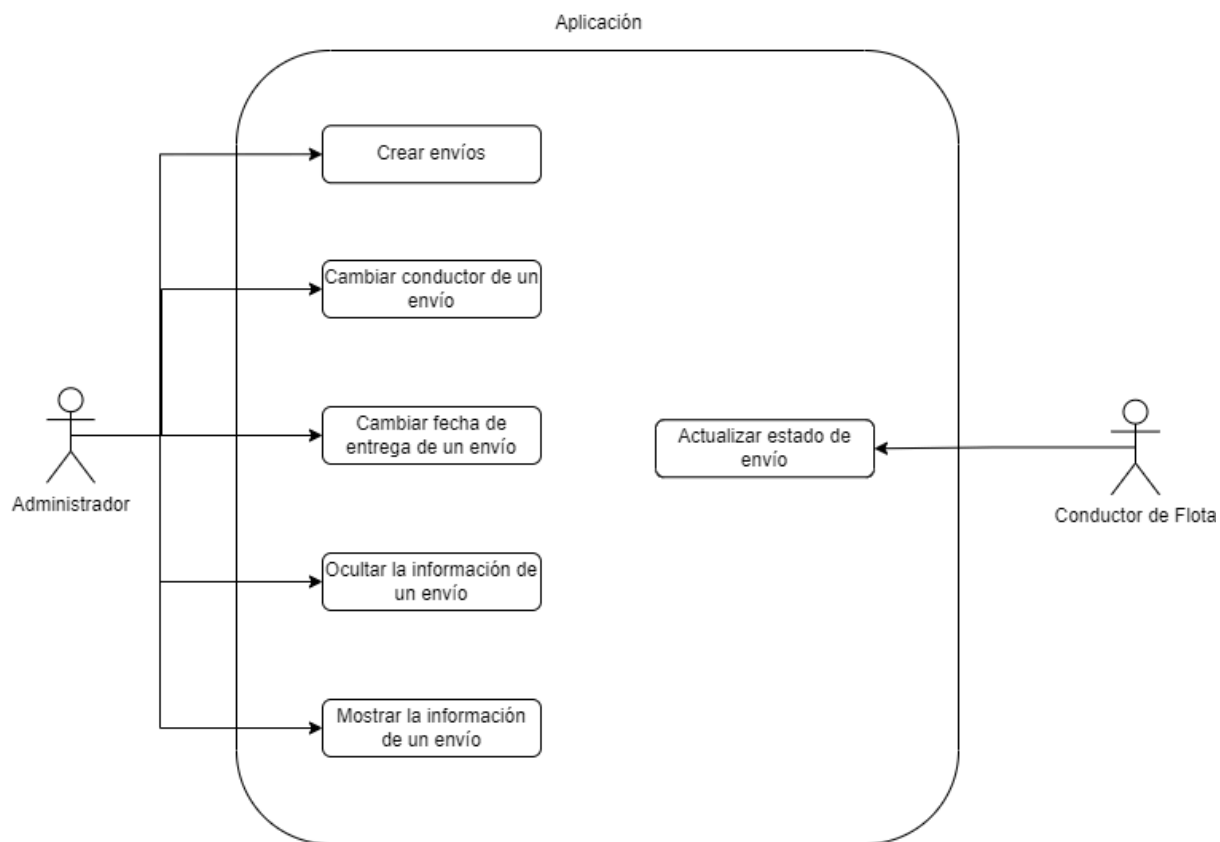 Aplicación
Crear envíos
Cambiar conductor de un
envío
Cambiar fecha de
entrega de un envío
Actualizar estado de
envío
Administrador
Conductor de Flota
Ocultar la información de
un envío
Mostrar la información
de un envío